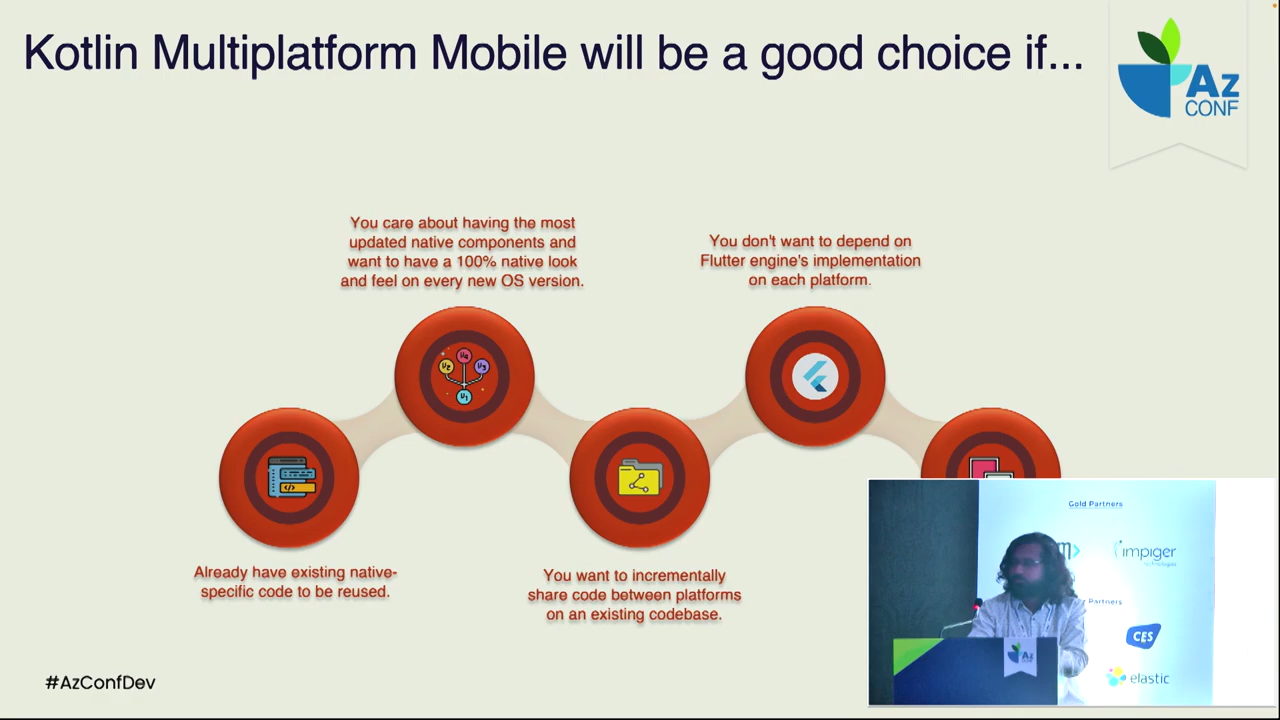 Kotlin Multiplatform Mobile will be a good choice if...
Az
CONF
You care about having the most
updated native components and
want to have a 100% native look
and feel on every new OS version.
You don't want to depend on
Flutter engine's implementation
on each platform.
Already have existing native-
specific code to be reused.
You want to incrementally
share code between platforms
on an existing codebase.
#AzConfDev
Gold Partners
impiger
Partners
CES
elastic
Az